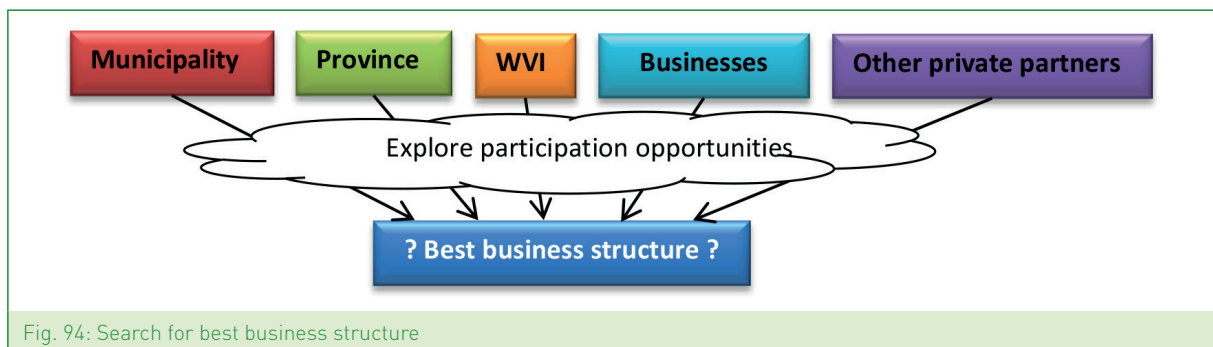 Municipality
Province
WVI
Businesses
Other private partners
Explore participation opportunities
? Best business structure ?
Fig. 94: Search for best business structure